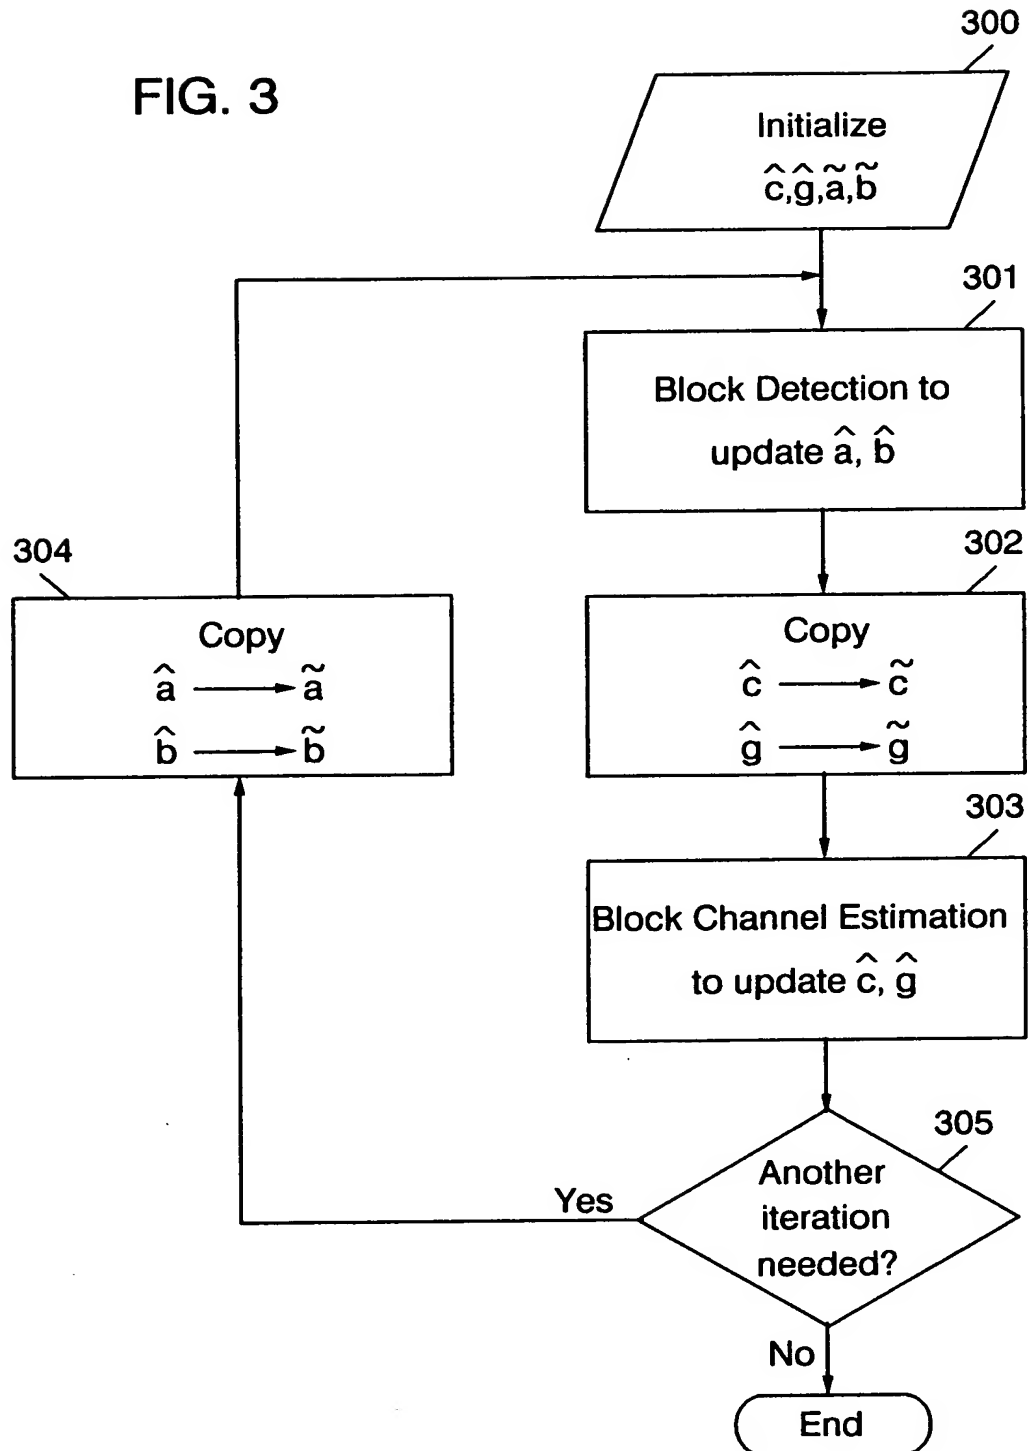 FIG. 3
300
Initialize
ĉ,ĝ,ã,b̃
301
Block Detection to
update â, b̂
302
Copy
ĉ → c̃
ĝ → g̃
303
Block Channel Estimation
to update ĉ, ĝ
304
Copy
â → ã
b̂ → b̃
305
Another
iteration
needed?
Yes
No
End